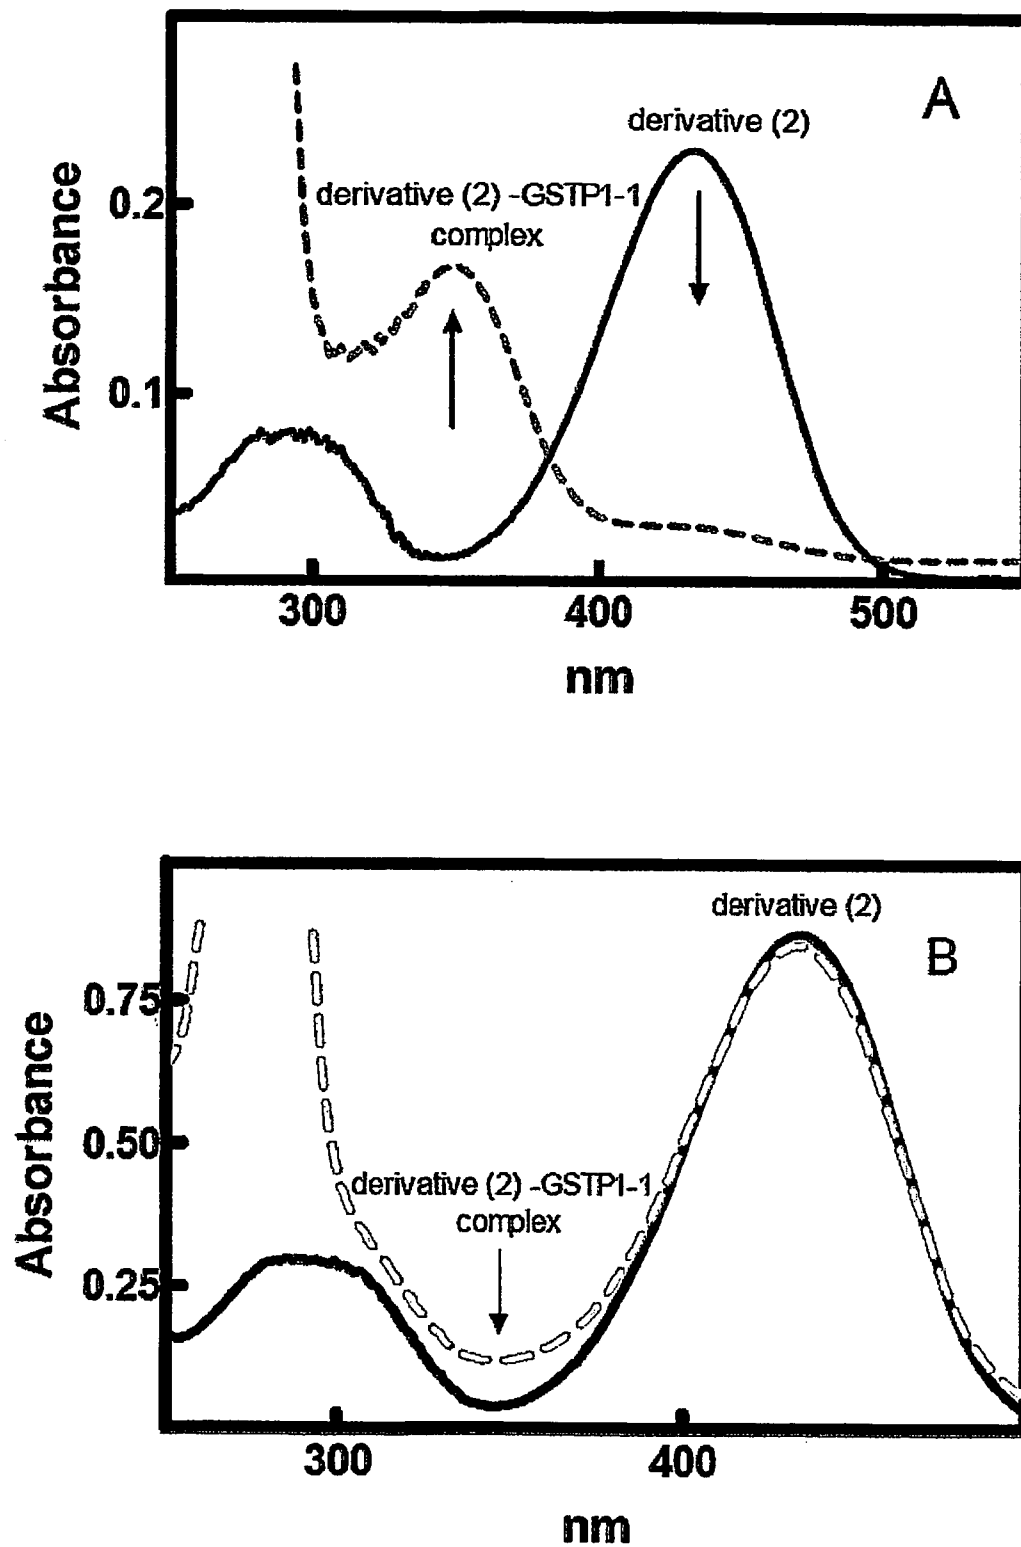 A
derivative (2)
derivative (2) -GSTP1-1
complex
Absorbance
0.2
0.1
300
400
500
nm
derivative (2)
B
derivative (2) -GSTP1-1
complex
Absorbance
0.75
0.50
0.25
300
400
nm